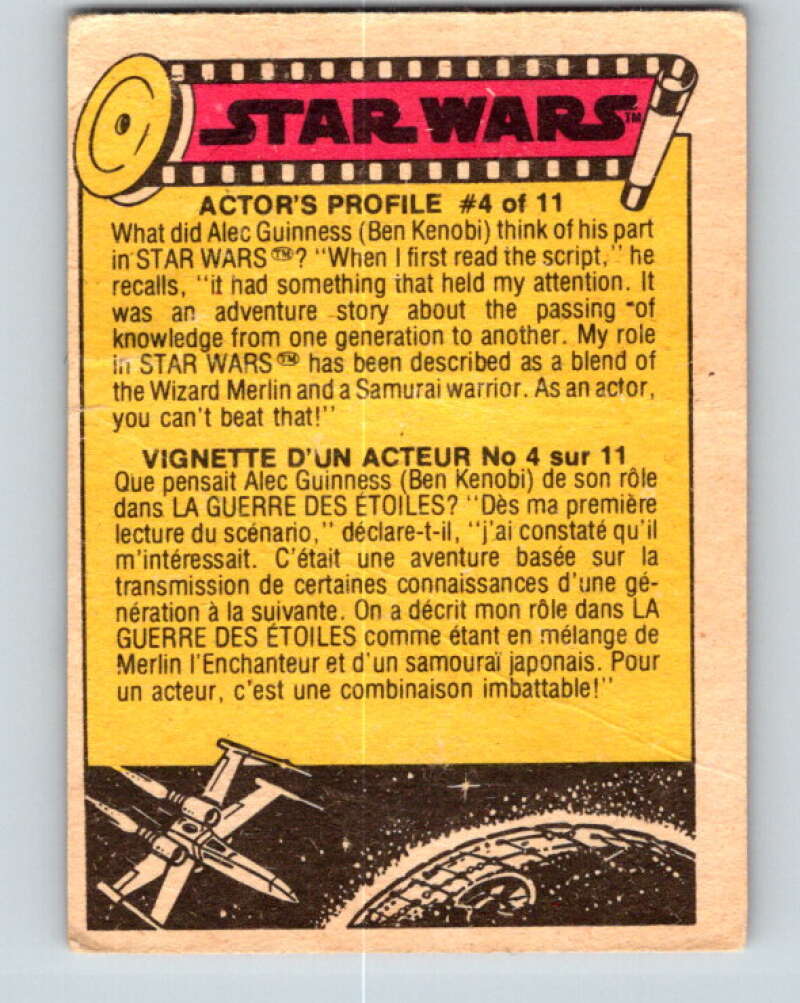 STAR WARS™
ACTOR'S PROFILE #4 of 11
What did Alec Guinness (Ben Kenobi) think of his part
in STAR WARS™? "When I first read the script," he
recalls, "it had something that held my attention. It
was an adventure story about the passing of
knowledge from one generation to another. My role
in STAR WARS™ has been described as a blend of
the Wizard Merlin and a Samurai warrior. As an actor,
you can't beat that!"
VIGNETTE D'UN ACTEUR No 4 sur 11
Que pensait Alec Guinness (Ben Kenobi) de son rôle
dans LA GUERRE DES ÉTOILES? "Dès ma première
lecture du scénario," déclare-t-il, "j'ai constaté qu'il
m'intéressait. C'était une aventure basée sur la
transmission de certaines connaissances d'une gé-
nération à la suivante. On a décrit mon rôle dans LA
GUERRE DES ÉTOILES comme étant en mélange de
Merlin l'Enchanteur et d'un samouraï japonais. Pour
un acteur, c'est une combinaison imbattable!"